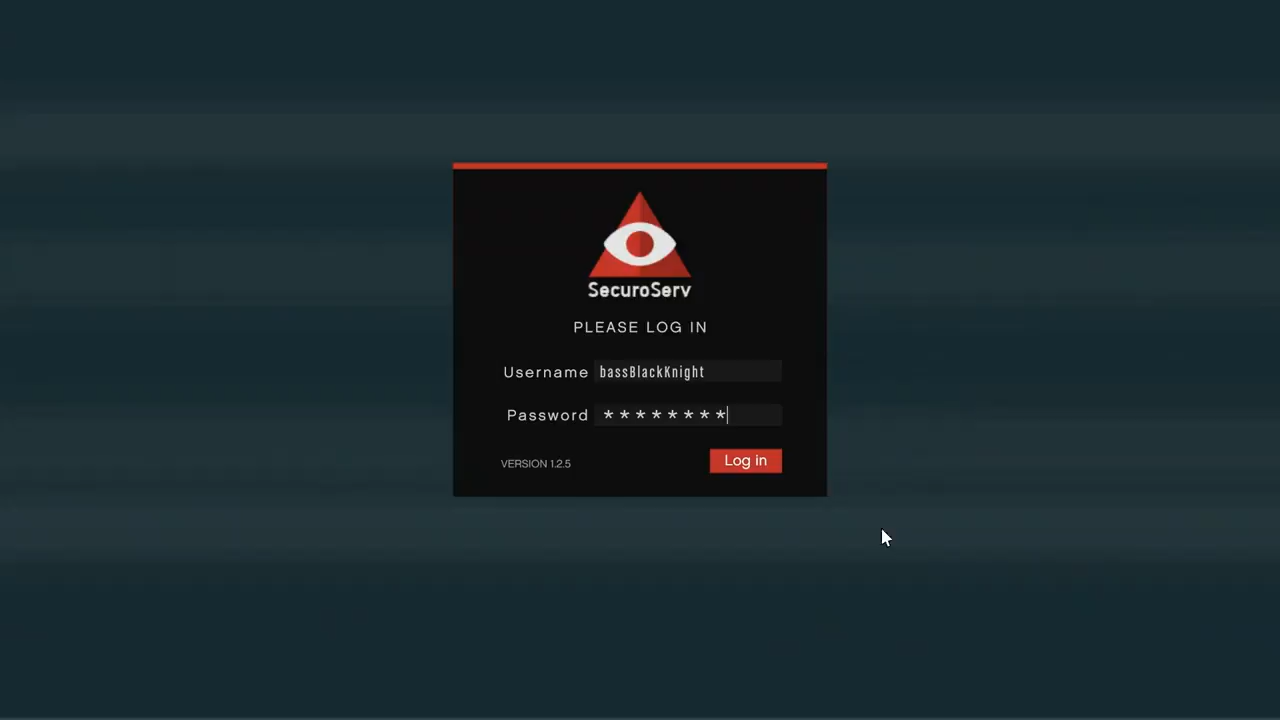 SecuroServ
PLEASE LOG IN
Username bassBlackKnight
Password ********
VERSION 1.2.5 Log in